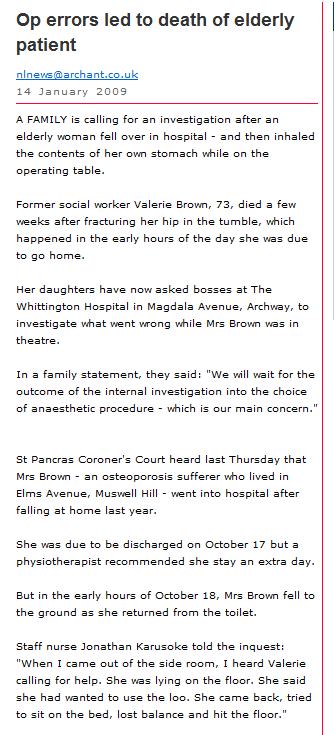 Op errors led to death of elderly
patient
nlnews@archant.co.uk
14 January 2009
A FAMILY is calling for an investigation after an
elderly woman fell over in hospital - and then inhaled
the contents of her own stomach while on the
operating table.
Former social worker Valerie Brown, 73, died a few
weeks after fracturing her hip in the tumble, which
happened in the early hours of the day she was due
to go home.
Her daughters have now asked bosses at The
Whittington Hospital in Magdala Avenue, Archway, to
investigate what went wrong while Mrs Brown was in
theatre.
In a family statement, they said: "We will wait for the
outcome of the internal investigation into the choice
of anaesthetic procedure - which is our main concern."
St Pancras Coroner's Court heard last Thursday that
Mrs Brown - an osteoporosis sufferer who lived in
Elms Avenue, Muswell Hill - went into hospital after
falling at home last year.
She was due to be discharged on October 17 but a
physiotherapist recommended she stay an extra day.
But in the early hours of October 18, Mrs Brown fell to
the ground as she returned from the toilet.
Staff nurse Jonathan Karusoke told the inquest:
"When I came out of the side room, I heard Valerie
calling for help. She was lying on the floor. She said
she had wanted to use the loo. She came back, tried
to sit on the bed, lost balance and hit the floor."